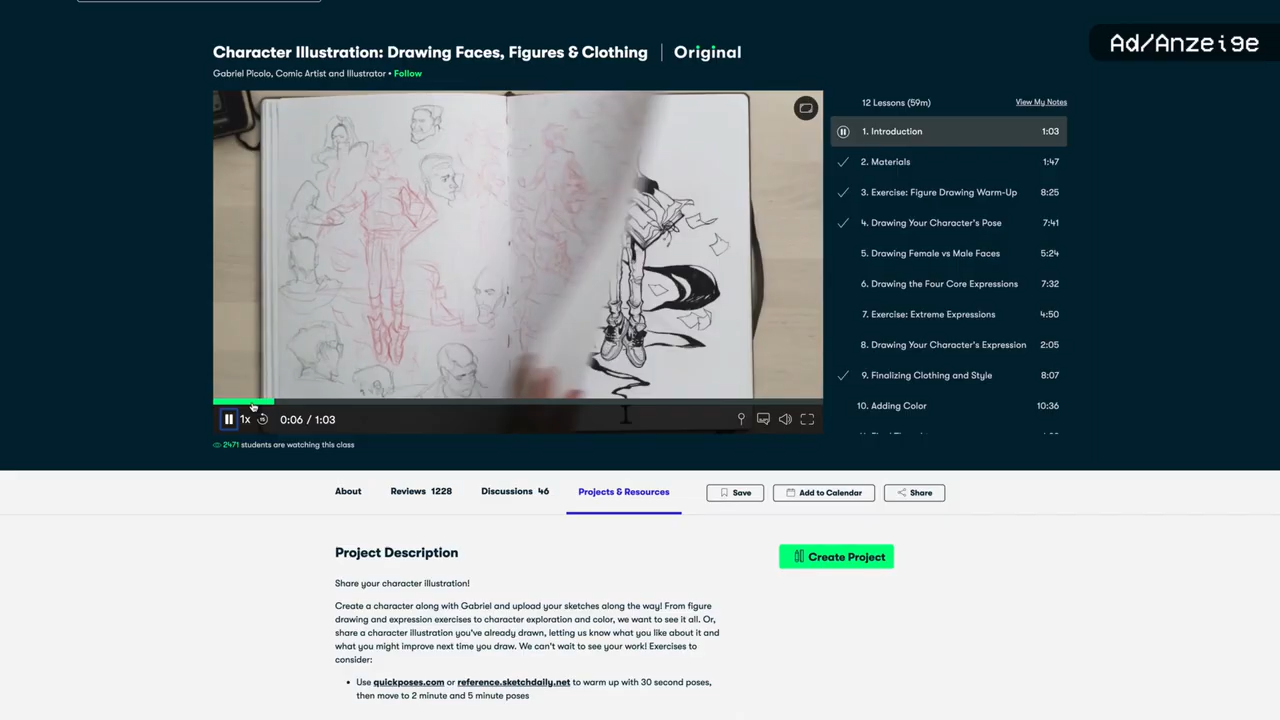 Ad/Anzeige
Character Illustration: Drawing Faces, Figures & Clothing
Original
Gabriel Picolo, Comic Artist and Illustrator • Follow
12 Lessons (59m)
View My Notes
1. Introduction 1:03
2. Materials 1:47
3. Exercise: Figure Drawing Warm-Up 8:25
4. Drawing Your Character's Pose 7:41
5. Drawing Female vs Male Faces 5:24
6. Drawing the Four Core Expressions 7:32
7. Exercise: Extreme Expressions 4:50
8. Drawing Your Character's Expression 2:05
9. Finalizing Clothing and Style 8:07
10. Adding Color 10:36
1x
15
0:06 / 1:03
2471 students are watching this class
About
Reviews 1228
Discussions 46
Projects & Resources
Save
Add to Calendar
Share
Project Description
Create Project
Share your character illustration!
Create a character along with Gabriel and upload your sketches along the way! From figure
drawing and expression exercises to character exploration and color, we want to see it all. Or,
share a character illustration you've already drawn, letting us know what you like about it and
what you might improve next time you draw. We can't wait to see your work! Exercises to
consider:
• Use quickposes.com or reference.sketchdaily.net to warm up with 30 second poses,
then move to 2 minute and 5 minute poses